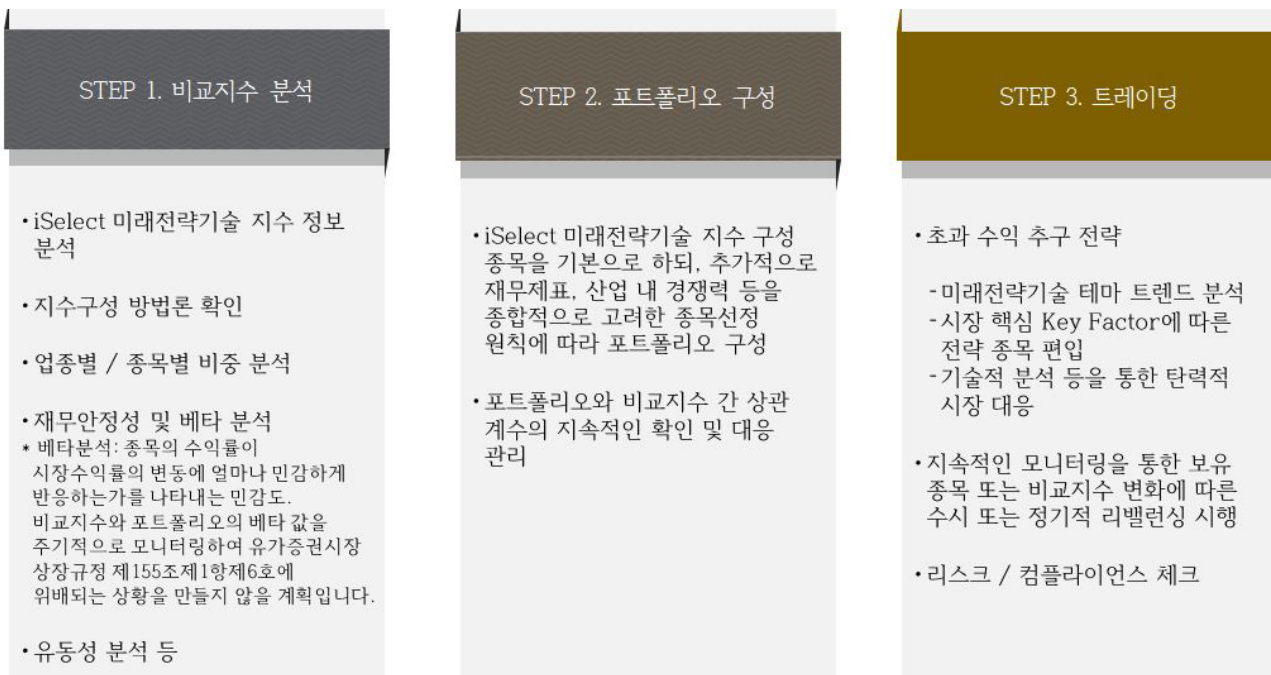 STEP 1. 비교지수 분석
• iSelect 미래전략기술 지수 정보
분석
• 지수구성 방법론 확인
• 업종별 / 종목별 비중 분석
• 재무안정성 및 베타 분석
* 베타분석: 종목의 수익률이
시장수익률의 변동에 얼마나 민감하게
반응하는가를 나타내는 민감도.
비교지수와 포트폴리오의 베타 값을
주기적으로 모니터링하여 유가증권시장
상장규정 제155조제1항제6호에
위배되는 상황을 만들지 않을 계획입니다.
• 유동성 분석 등
STEP 2. 포트폴리오 구성
• iSelect 미래전략기술 지수 구성
종목을 기본으로 하되, 추가적으로
재무제표, 산업 내 경쟁력 등을
종합적으로 고려한 종목선정
원칙에 따라 포트폴리오 구성
• 포트폴리오와 비교지수 간 상관
계수의 지속적인 확인 및 대응
관리
STEP 3. 트레이딩
• 초과 수익 추구 전략
-미래전략기술 테마 트렌드 분석
-시장 핵심 Key Factor에 따른
전략 종목 편입
-기술적 분석 등을 통한 탄력적
시장 대응
• 지속적인 모니터링을 통한 보유
종목 또는 비교지수 변화에 따른
수시 또는 정기적 리밸런싱 시행
• 리스크 / 컴플라이언스 체크